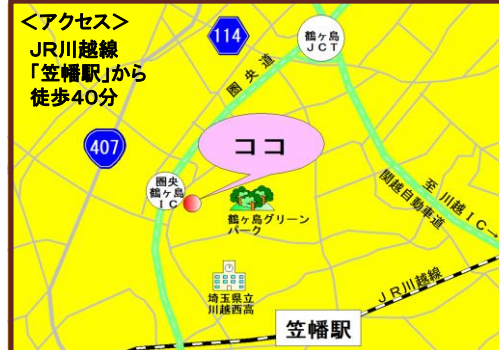 ＜アクセス＞
ＪＲ川越線
「笠幡駅」から
徒歩４０分
114
鶴ヶ島
ＪＣＴ
圏央道
407
ココ
圏央
鶴ヶ島
ＩＣ
鶴ヶ島グリーン
パーク
関越自動車道
至 川越ＩＣ→
埼玉県立
川越西高
ＪＲ川越線
笠幡駅